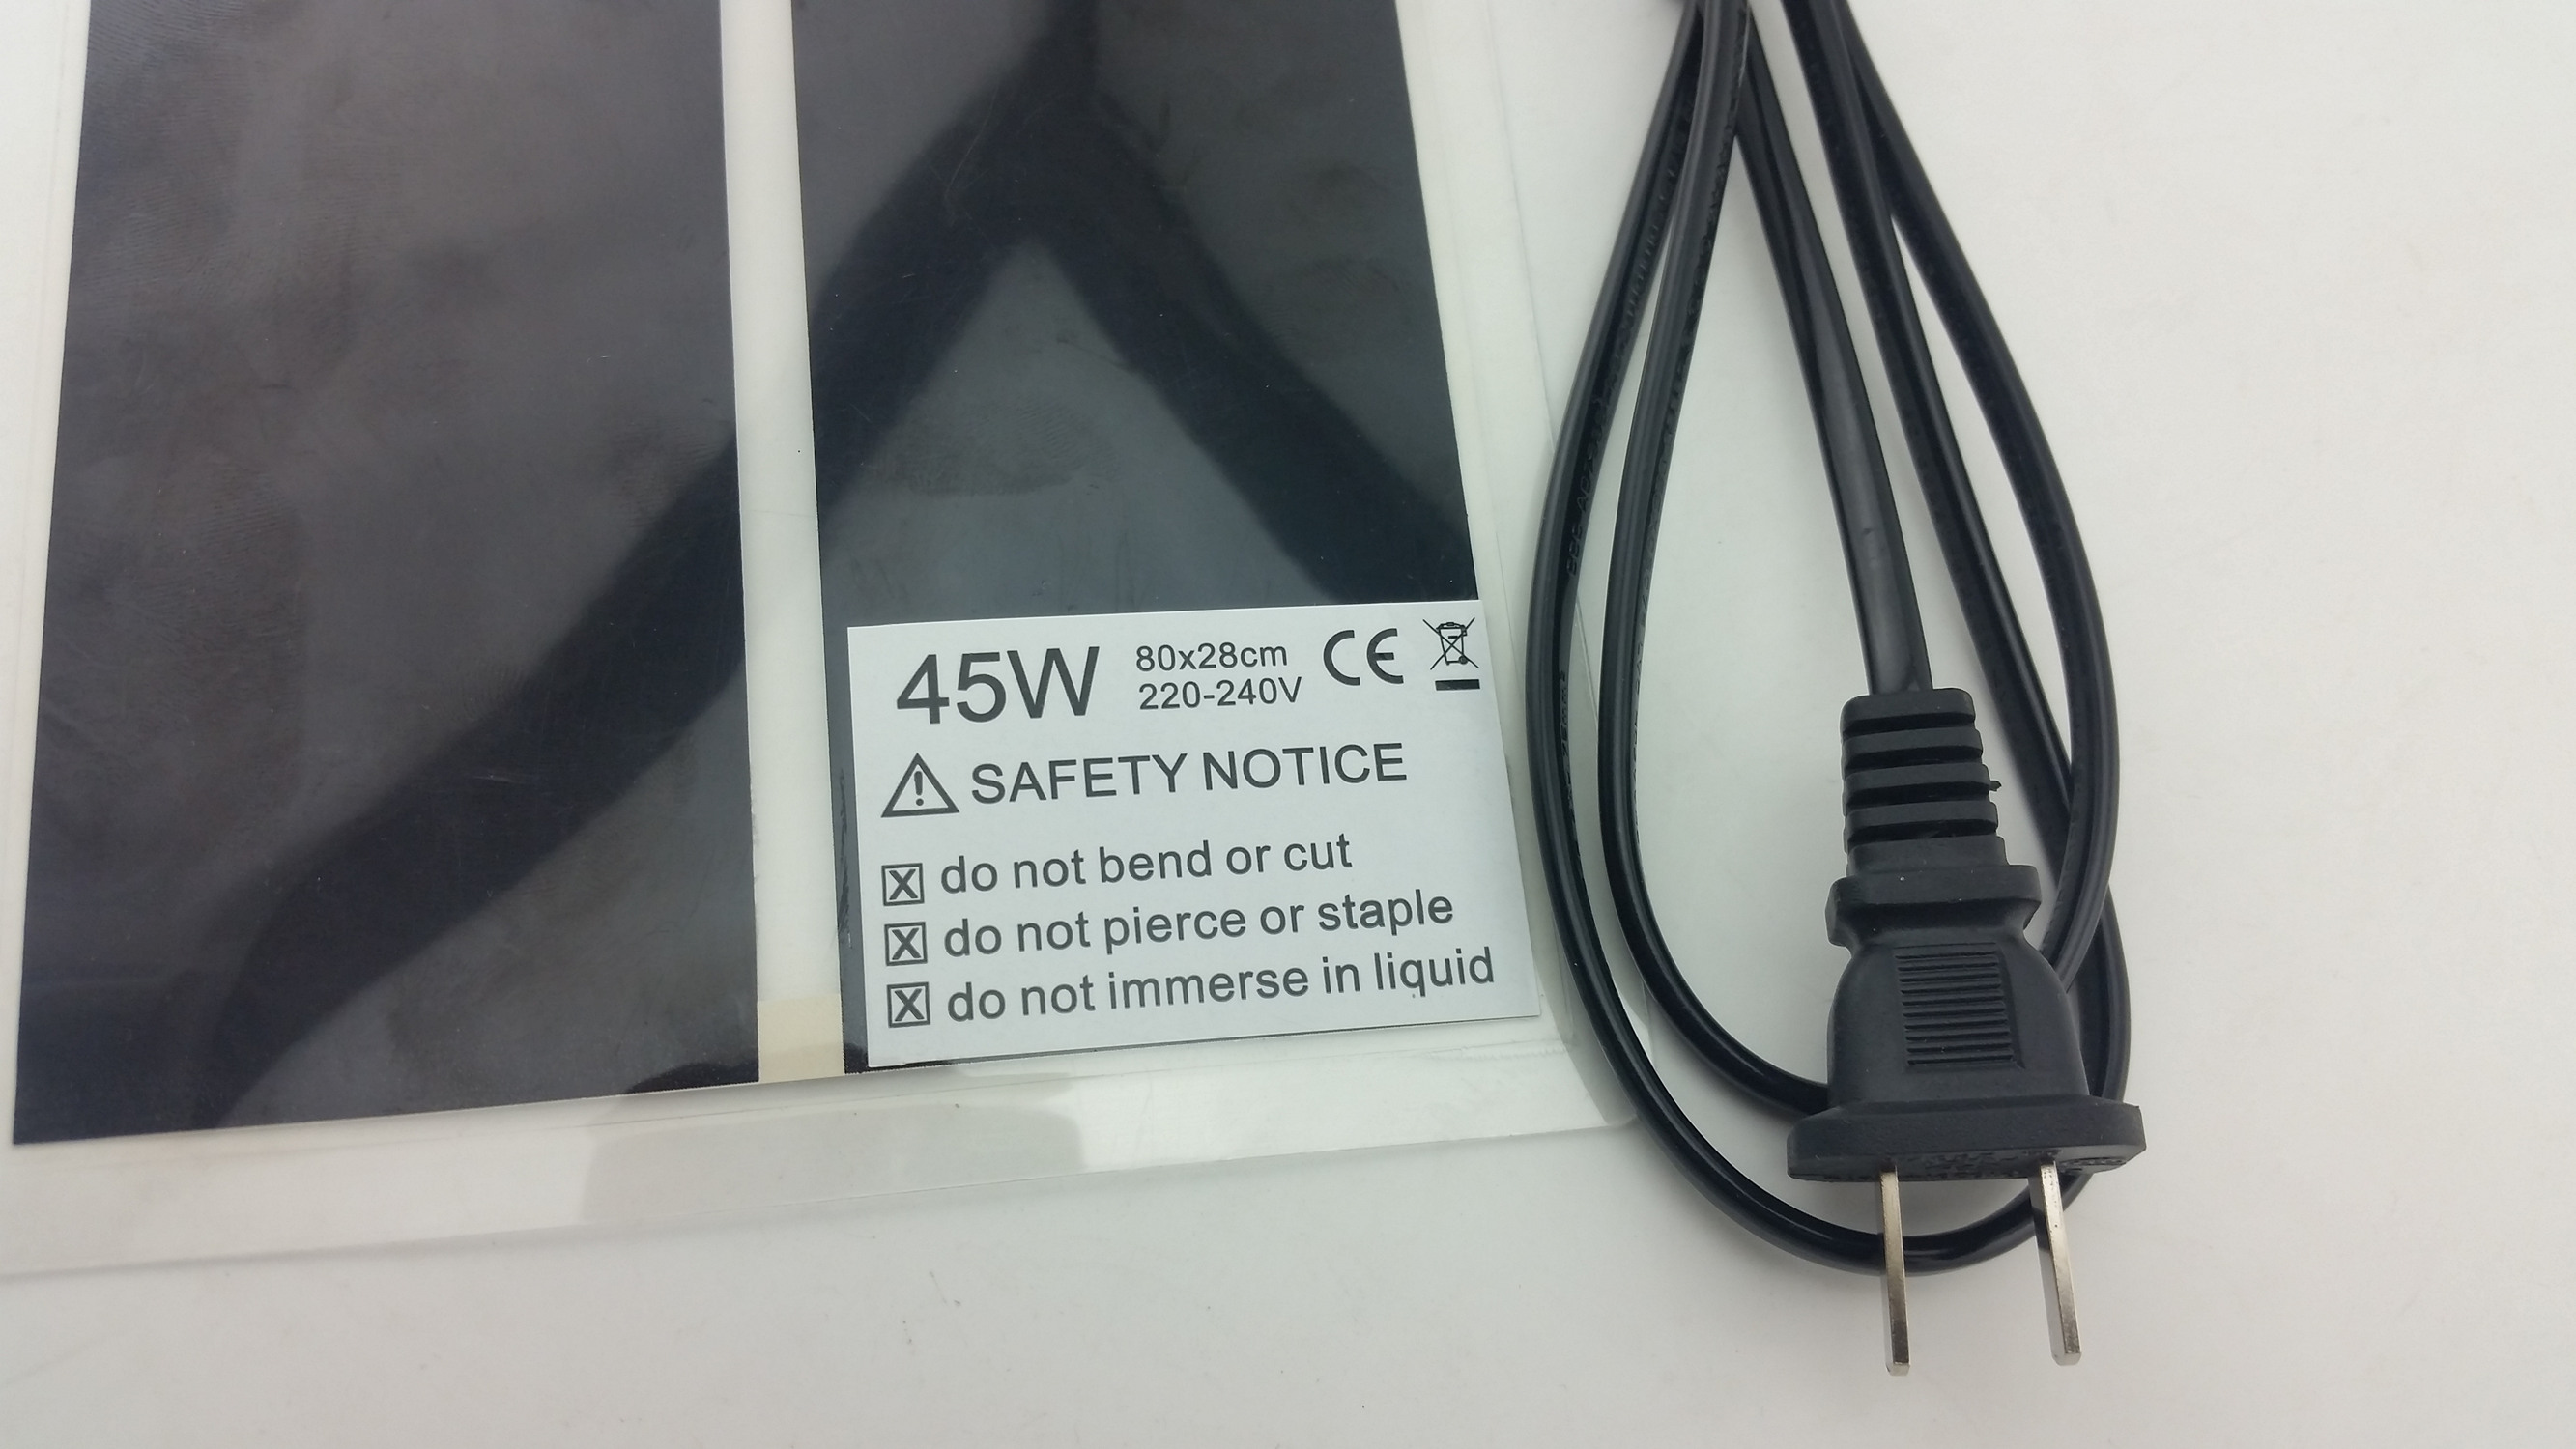 45W
80x28cm
220-240V
CE
SAFETY NOTICE
do not bend or cut
do not pierce or staple
do not immerse in liquid